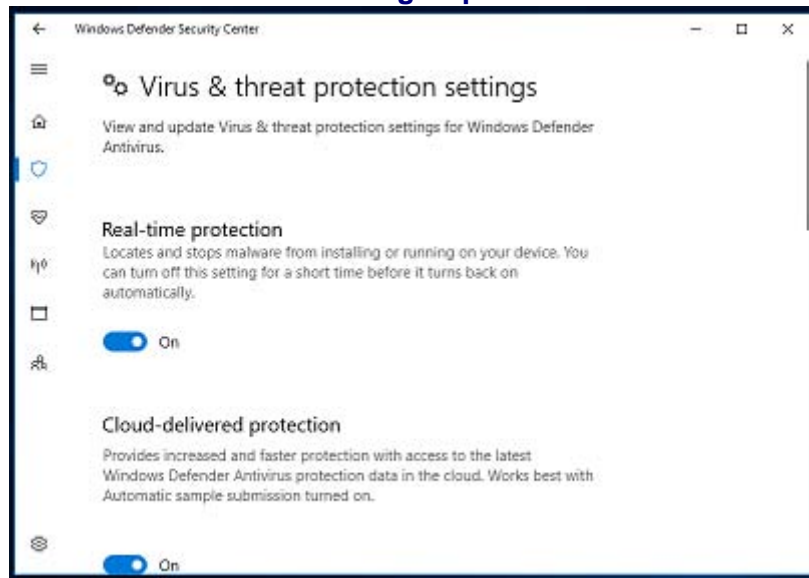 Windows Defender Security Center
Virus & threat protection settings
View and update Virus & threat protection settings for Windows Defender
Antivirus.
Real-time protection
Locates and stops malware from installing or running on your device. You
can turn off this setting for a short time before it turns back on
automatically.
On
Cloud-delivered protection
Provides increased and faster protection with access to the latest
Windows Defender Antivirus protection data in the cloud. Works best with
Automatic sample submission turned on.
On